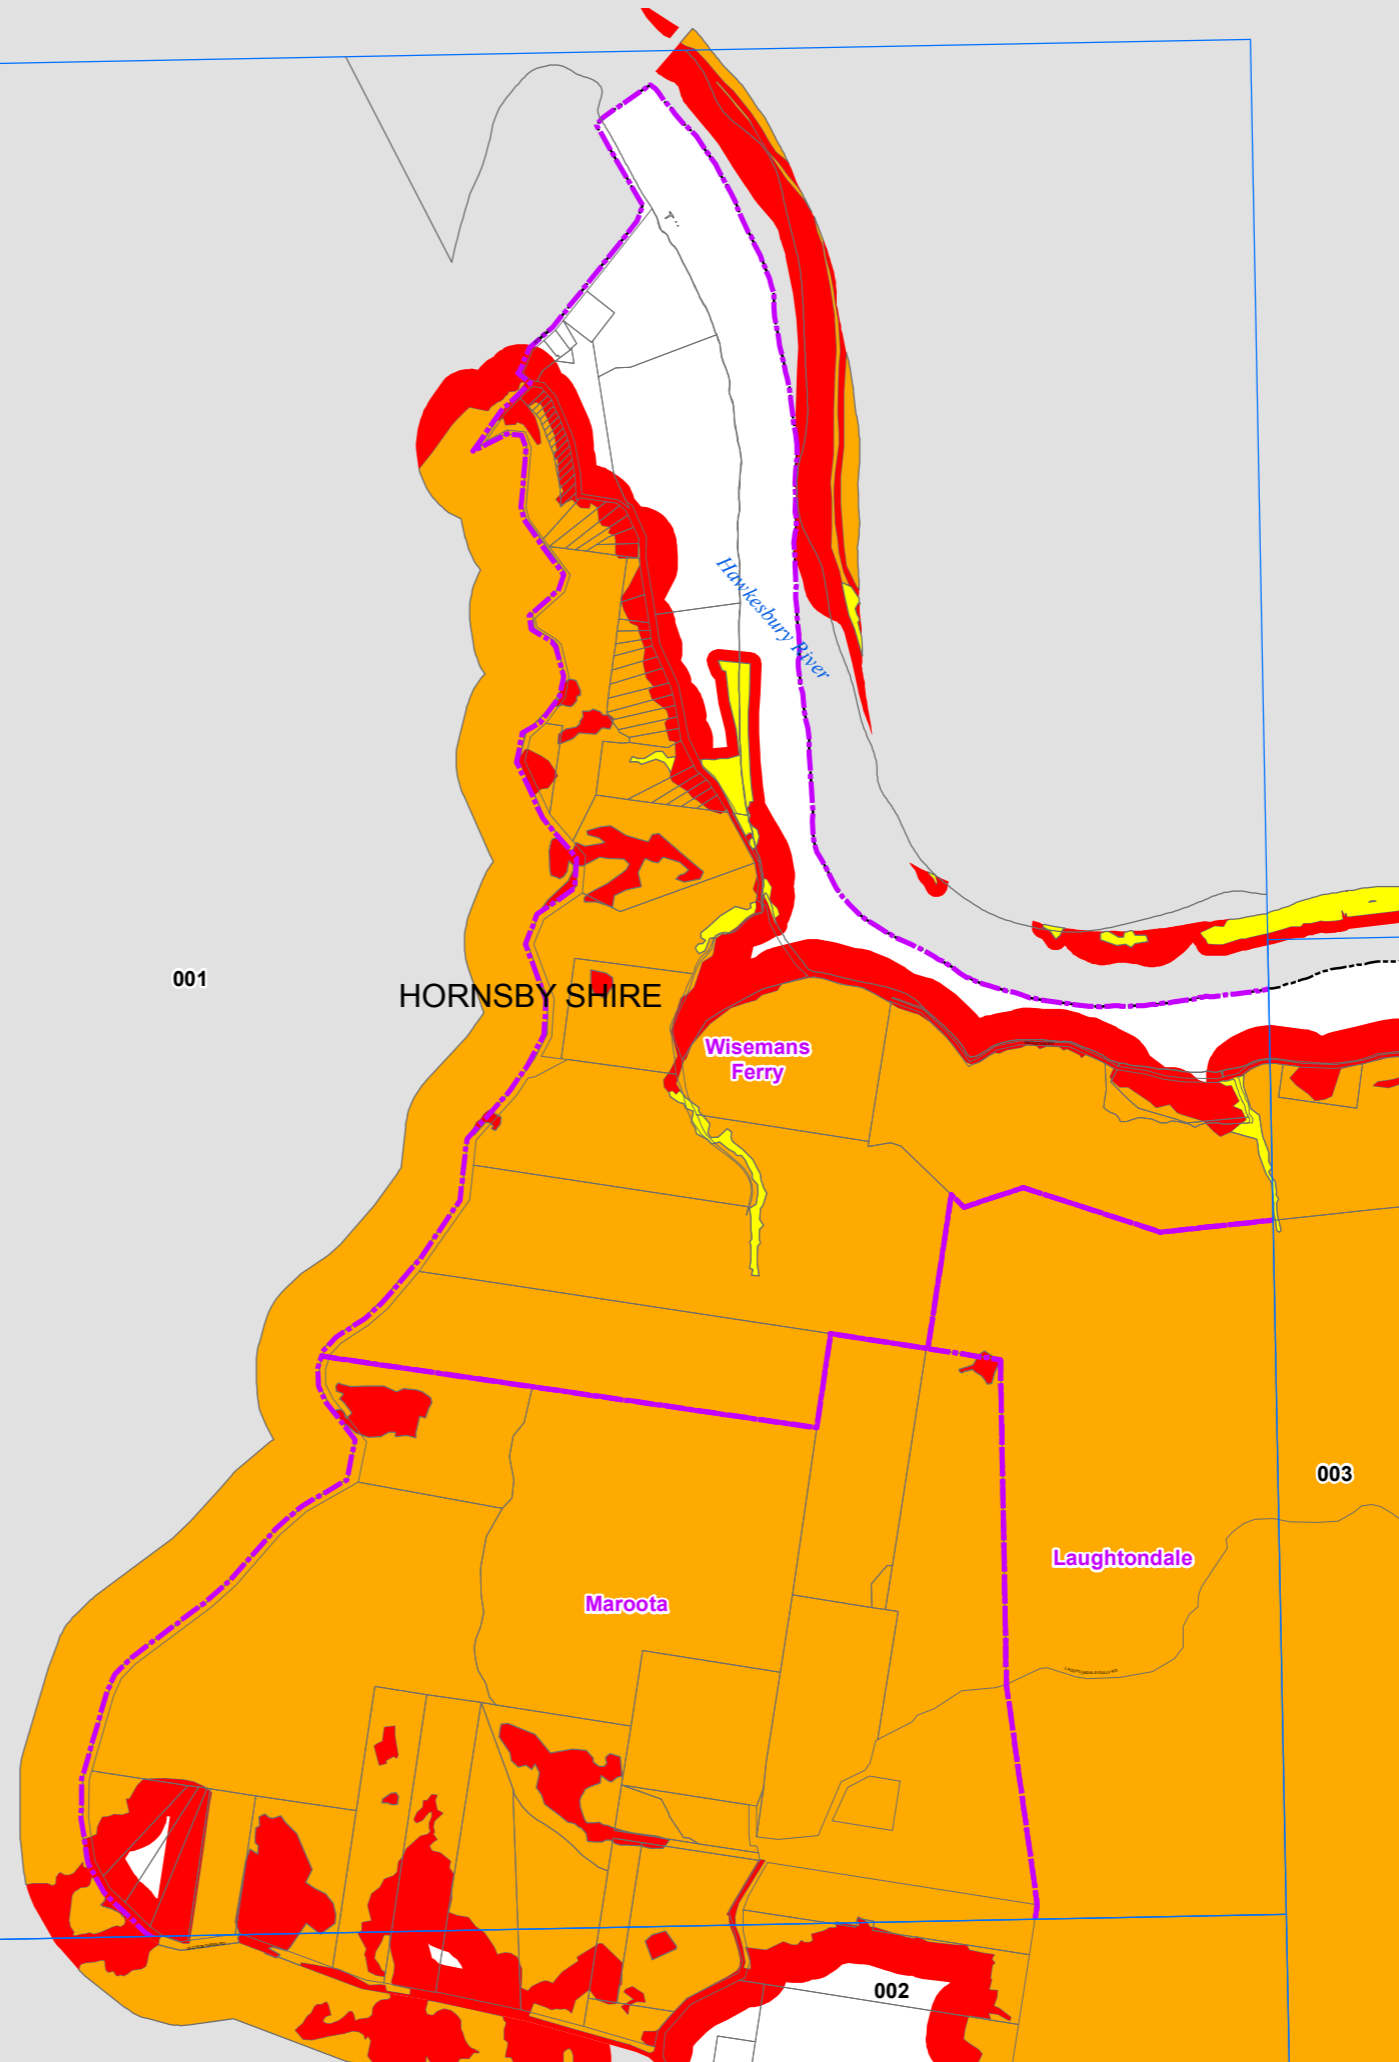 Hawkesbury River
001
HORNSBY SHIRE
Wisemans
Ferry
003
Laughtondale
Maroota
002